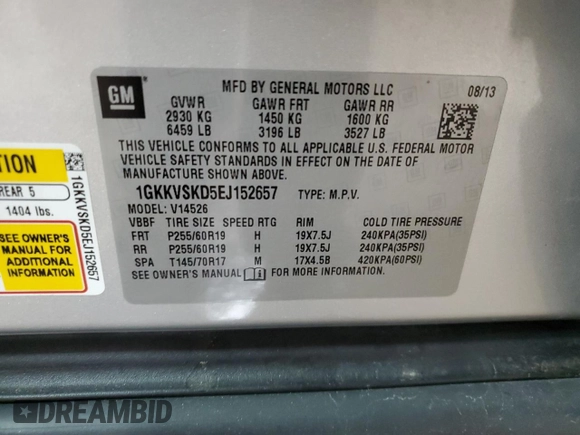 GM
MFD BY GENERAL MOTORS LLC 08/13
GVWR GAWR FRT GAWR RR
2930 KG 1450 KG 1600 KG
6459 LB 3196 LB 3527 LB
THIS VEHICLE CONFORMS TO ALL APPLICABLE U.S. FEDERAL MOTOR
VEHICLE SAFETY STANDARDS IN EFFECT ON THE DATE OF
MANUFACTURE SHOWN ABOVE.
1GKKVSKD5EJ152657 TYPE: M.P.V.
MODEL: V14526
VBBF TIRE SIZE SPEED RTG RIM COLD TIRE PRESSURE
FRT P255/60R19 H 19X7.5J 240KPA(35PSI)
RR P255/60R19 H 19X7.5J 240KPA(35PSI)
SPA T145/70R17 M 17X4.5B 420KPA(60PSI)
SEE OWNER'S MANUAL FOR MORE INFORMATION.
TION
REAR 5
1404 lbs.
SEE OWNER'S
MANUAL FOR
ADDITIONAL
INFORMATION
1GKKVSKD5EJ152657
DREAMBID